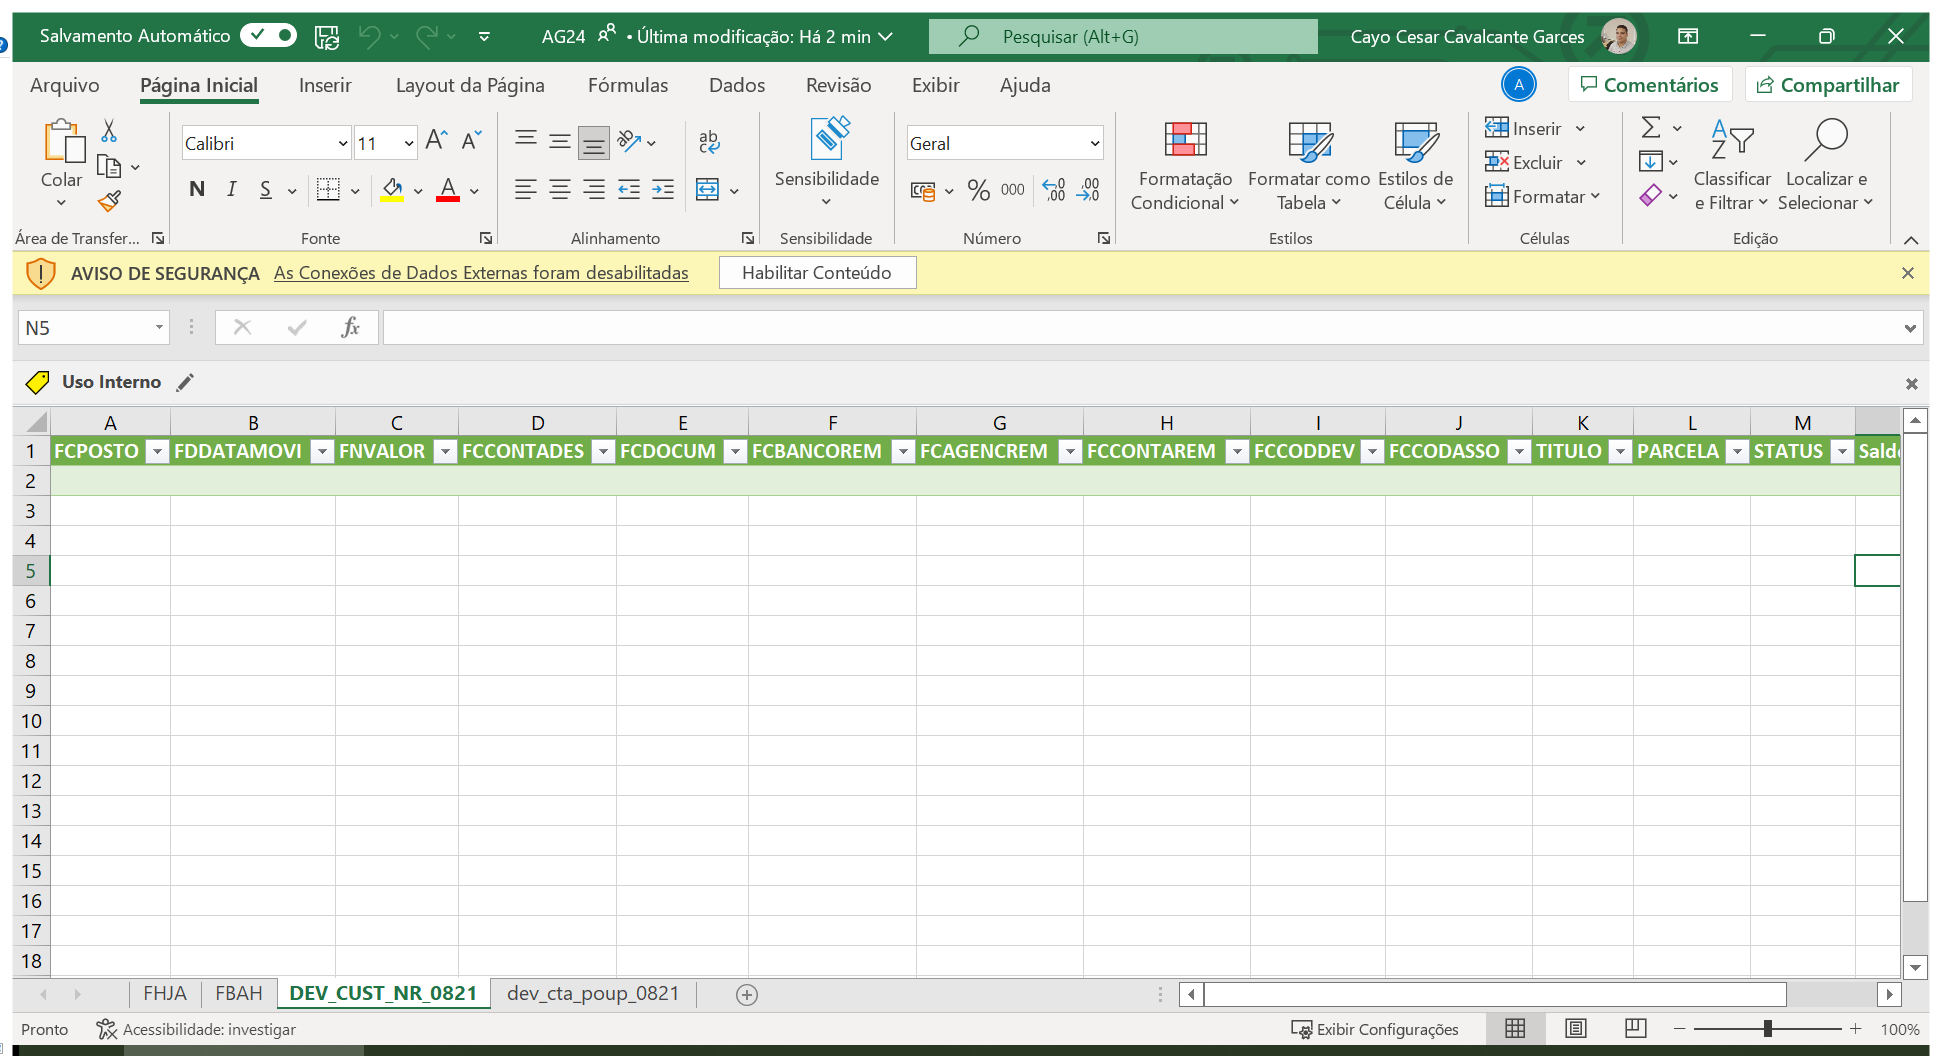 Salvamento Automático
AG24 • Última modificação: Há 2 min
Pesquisar (Alt+G)
Cayo Cesar Cavalcante Garces
Arquivo Página Inicial Inserir Layout da Página Fórmulas Dados Revisão Exibir Ajuda
A
Comentários
Compartilhar
Colar
Área de Transfer...
Calibri 11
N I S A
Fonte
ab
c
Alinhamento
Sensibilidade
Sensibilidade
Geral
% 000 ,00 ,00
Número
Formatação Condicional
Formatar como Tabela
Estilos de Célula
Estilos
Inserir
Excluir
Formatar
Células
Classificar e Filtrar
Localizar e Selecionar
Edição
AVISO DE SEGURANÇA As Conexões de Dados Externas foram desabilitadas Habilitar Conteúdo
N5 fx
Uso Interno
A B C D E F G H I J K L M
1 FCPOSTO FDDATAMOVI FNVALOR FCCONTADES FCDOCUM FCBANCOREM FCAGENCREM FCCONTAREM FCCODDEV FCCODASSO TITULO PARCELA STATUS
2
3
4
5
6
7
8
9
10
11
12
13
14
15
16
17
18
FHJA FBAH DEV_CUST_NR_0821 dev_cta_poup_0821
Pronto Acessibilidade: investigar Exibir Configurações 100%